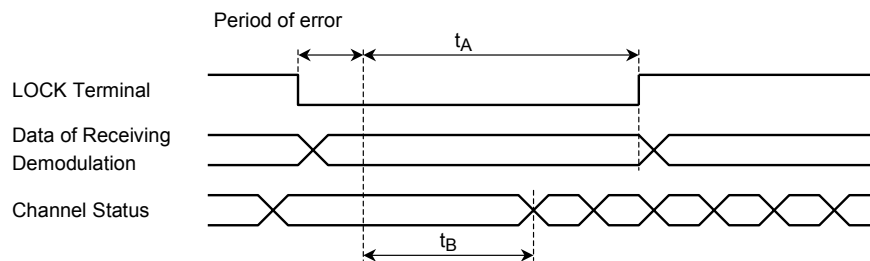 Period of error
tA
LOCK Terminal
Data of Receiving
Demodulation
Channel Status
tB